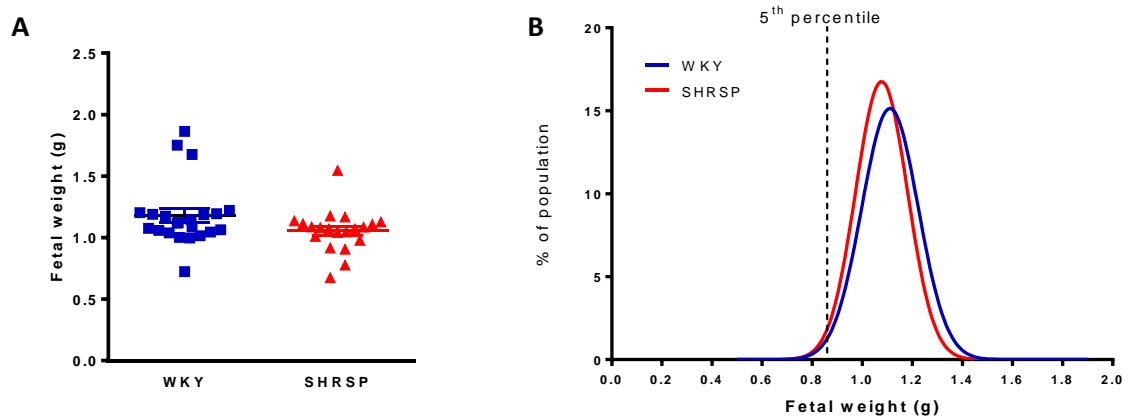 A
2.5
2.0
1.5
1.0
0.5
0.0
Fetal weight (g)
WKY
SHRSP
B
5th percentile
20
15
10
5
0
% of population
WKY
SHRSP
0.0 0.2 0.4 0.6 0.8 1.0 1.2 1.4 1.6 1.8 2.0
Fetal weight (g)